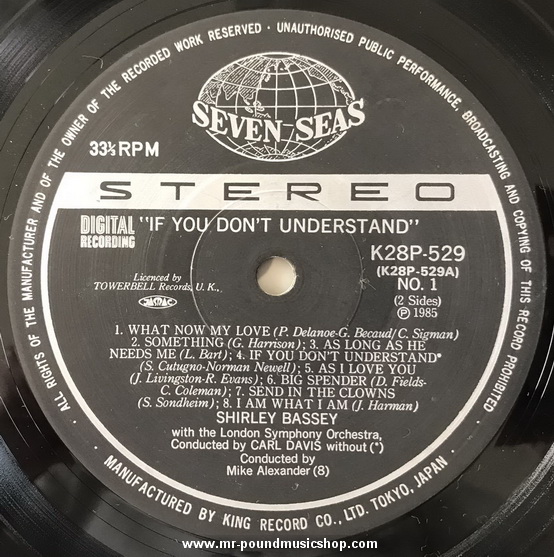 ALL RIGHTS OF THE MANUFACTURER AND OF THE OWNER OF THE RECORDED WORK RESERVED · UNAUTHORISED PUBLIC PERFORMANCE, BROADCASTING AND COPYING OF THIS RECORD PROHIBITED
SEVEN SEAS
33⅓ RPM
STEREO
DIGITAL
RECORDING
"IF YOU DON'T UNDERSTAND"
K28P-529
(K28P-529A)
NO. 1
(2 Sides)
Ⓟ 1985
Licenced by
TOWERBELL Records, U.K.,
JASRAC
1. WHAT NOW MY LOVE (P. Delanoe-G. Becaud/C. Sigman)
2. SOMETHING (G. Harrison); 3. AS LONG AS HE
NEEDS ME (L. Bart); 4. IF YOU DON'T UNDERSTAND*
(S. Cutugno-Norman Newell); 5. AS I LOVE YOU
(J. Livingston-R. Evans); 6. BIG SPENDER (D. Fields-
C. Coleman); 7. SEND IN THE CLOWNS
(S. Sondheim); 8. I AM WHAT I AM (J. Harman)
SHIRLEY BASSEY
with the London Symphony Orchestra,
Conducted by CARL DAVIS without (*)
Conducted by
Mike Alexander (8)
· MANUFACTURED BY KING RECORD CO., LTD. TOKYO, JAPAN ·
www.mr-poundmusicshop.com